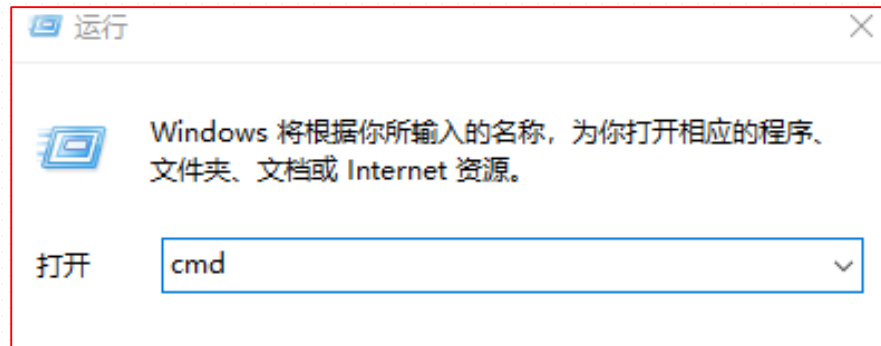 运行
Windows 将根据你所输入的名称，为你打开相应的程序、
文件夹、文档或 Internet 资源。
打开 cmd